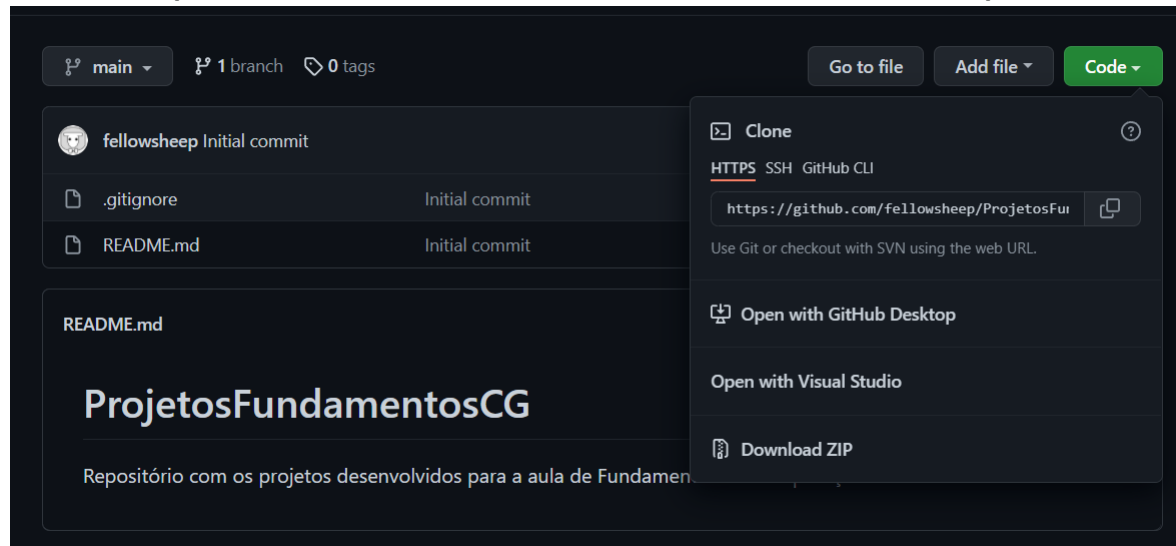 main 1 branch 0 tags Go to file Add file Code
fellowsheep Initial commit
.gitignore Initial commit
README.md Initial commit
README.md
ProjetosFundamentosCG
Repositório com os projetos desenvolvidos para a aula de
Clone
HTTPS SSH GitHub CLI
https://github.com/fellowsheep/ProjetosFu
Use Git or checkout with SVN using the web URL.
Open with GitHub Desktop
Open with Visual Studio
Download ZIP